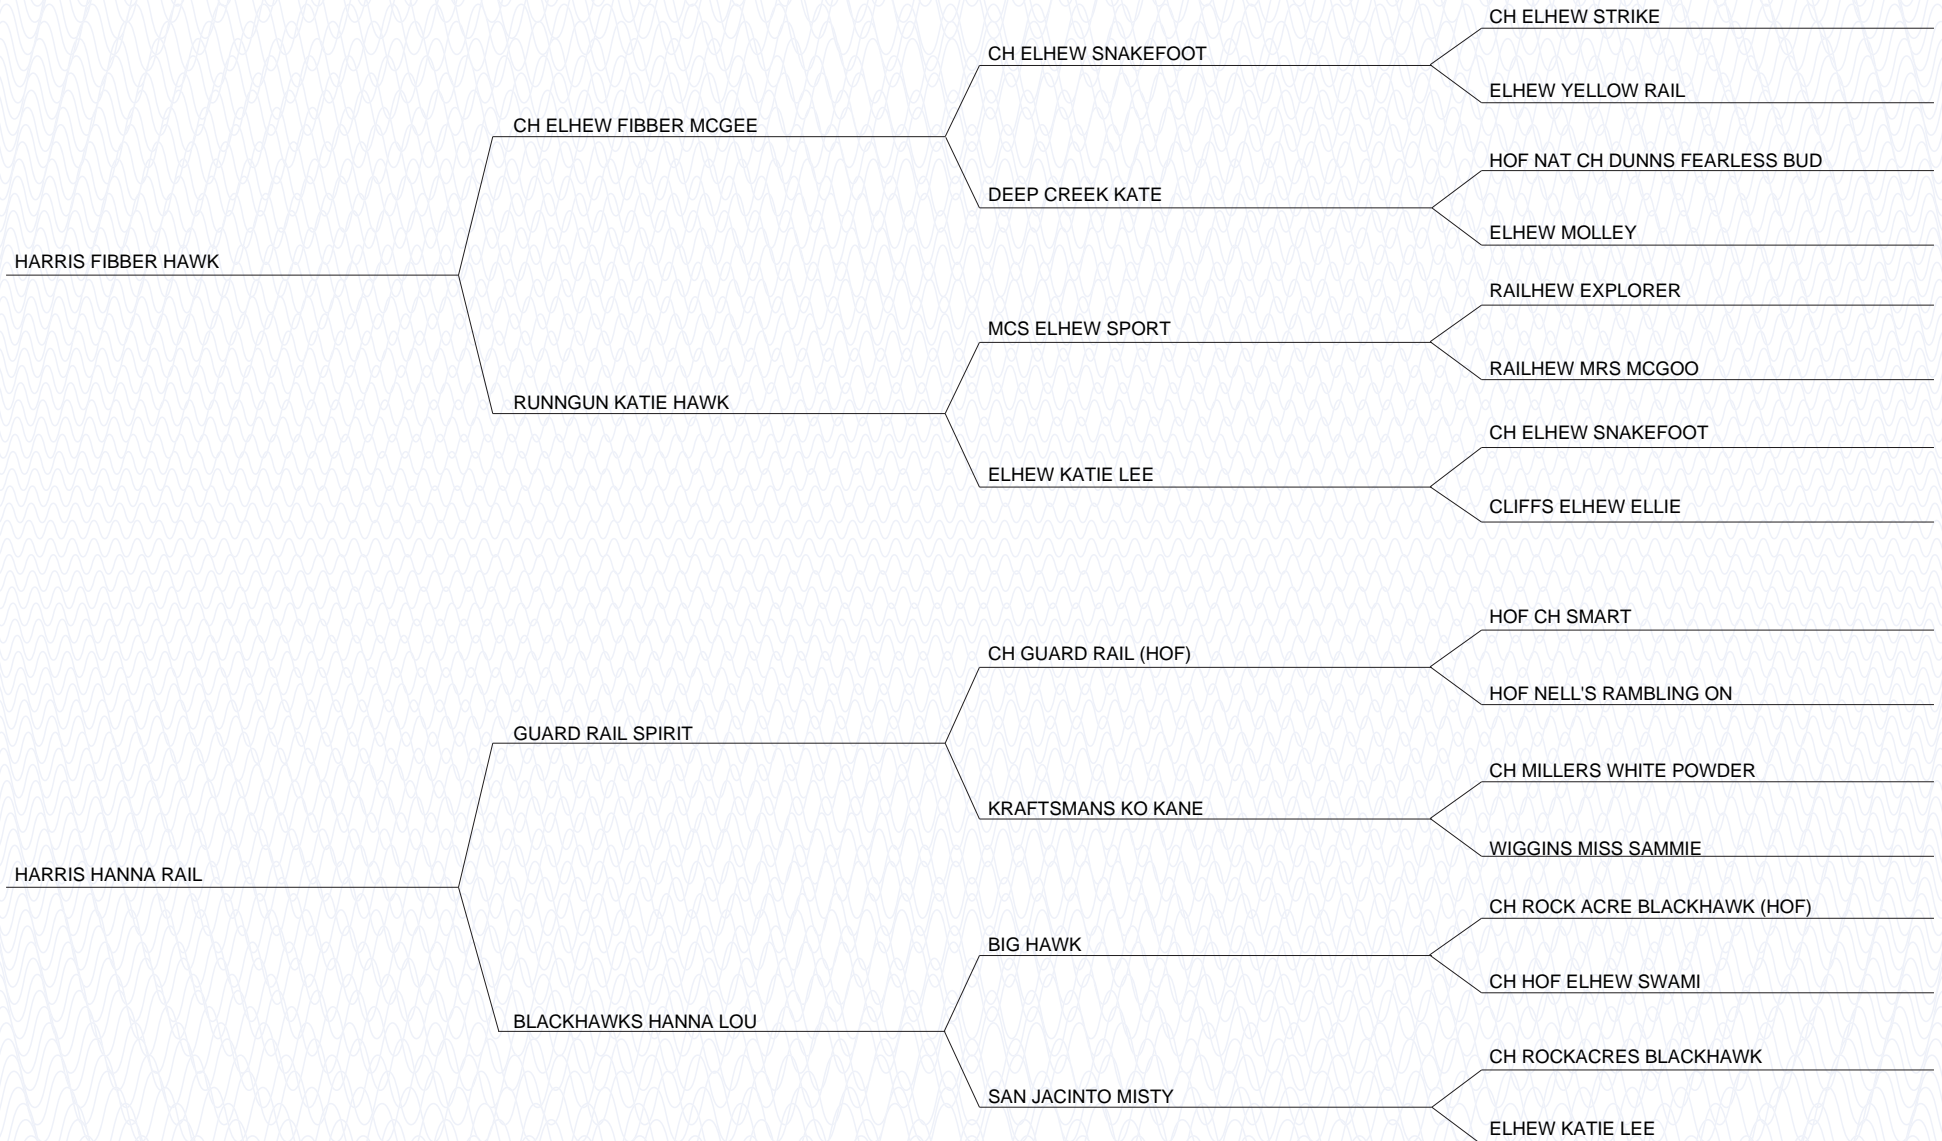 CH ELHEW STRIKE
CH ELHEW SNAKEFOOT
ELHEW YELLOW RAIL
CH ELHEW FIBBER MCGEE
HOF NAT CH DUNNS FEARLESS BUD
DEEP CREEK KATE
ELHEW MOLLEY
HARRIS FIBBER HAWK
RAILHEW EXPLORER
MCS ELHEW SPORT
RAILHEW MRS MCGOO
RUNNGUN KATIE HAWK
CH ELHEW SNAKEFOOT
ELHEW KATIE LEE
CLIFFS ELHEW ELLIE
HOF CH SMART
CH GUARD RAIL (HOF)
HOF NELL'S RAMBLING ON
GUARD RAIL SPIRIT
CH MILLERS WHITE POWDER
KRAFTSMANS KO KANE
WIGGINS MISS SAMMIE
HARRIS HANNA RAIL
CH ROCK ACRE BLACKHAWK (HOF)
BIG HAWK
CH HOF ELHEW SWAMI
BLACKHAWKS HANNA LOU
CH ROCKACRES BLACKHAWK
SAN JACINTO MISTY
ELHEW KATIE LEE